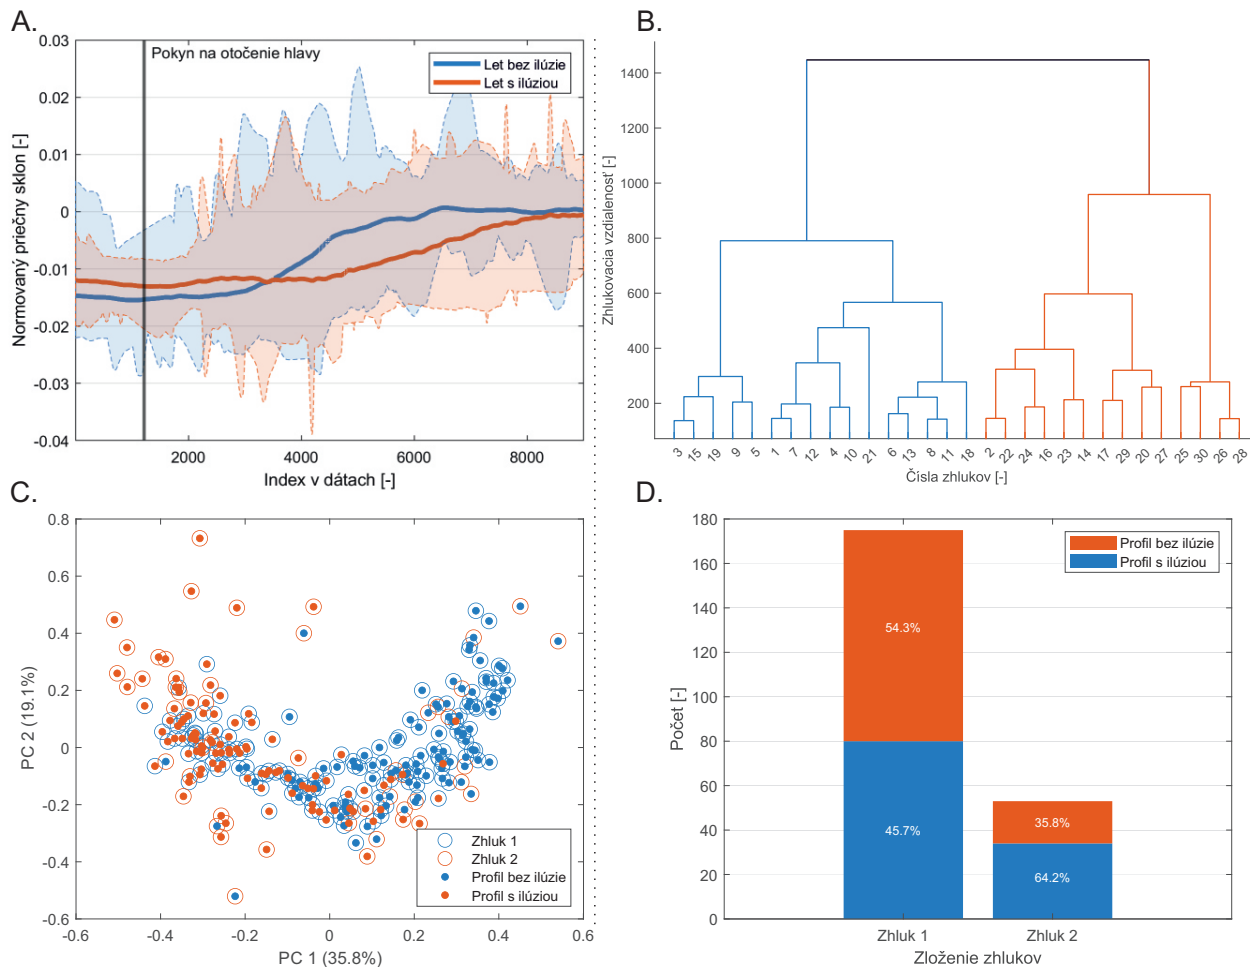 A.
0.03
0.02
0.01
0
-0.01
-0.02
-0.03
-0.04
Normovaný priečny sklon [-]
Pokyn na otočenie hlavy
Let bez ilúzie
Let s ilúziou
2000
4000
6000
8000
Index v dátach [-]
B.
1400
1200
1000
800
600
400
200
Zhlukovacia vzdialenosť [-]
3 15 19 9 5 1 7 12 4 10 21 6 13 8 11 18 2 22 24 16 23 14 17 29 20 27 25 30 26 28
Čísla zhlukov [-]
C.
0.8
0.6
0.4
0.2
0
-0.2
-0.4
-0.6
PC 2 (19.1%)
Zhluk 1
Zhluk 2
Profil bez ilúzie
Profil s ilúziou
-0.6
-0.4
-0.2
0
0.2
0.4
0.6
PC 1 (35.8%)
D.
180
160
140
120
100
80
60
40
20
0
Počet [-]
Profil bez ilúzie
Profil s ilúziou
54.3%
45.7%
35.8%
64.2%
Zhluk 1
Zhluk 2
Zloženie zhlukov